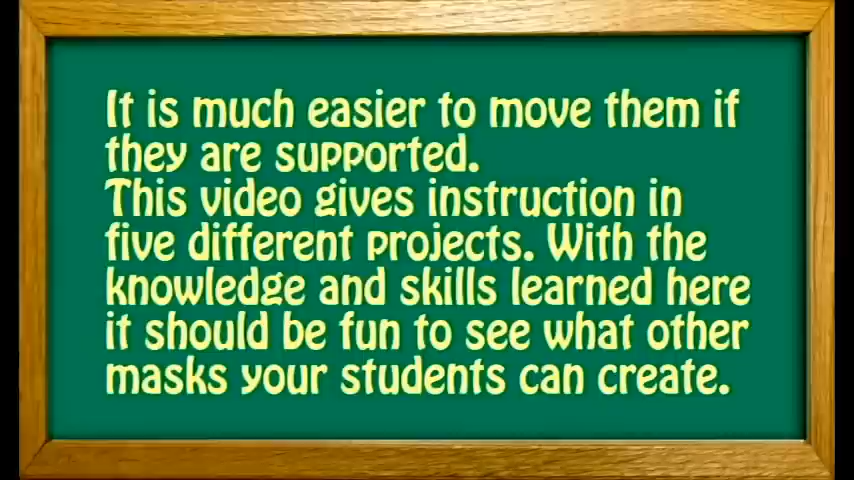 It is much easier to move them if
they are supported.
This video gives instruction in
five different projects. With the
knowledge and skills learned here
it should be fun to see what other
masks your students can create.